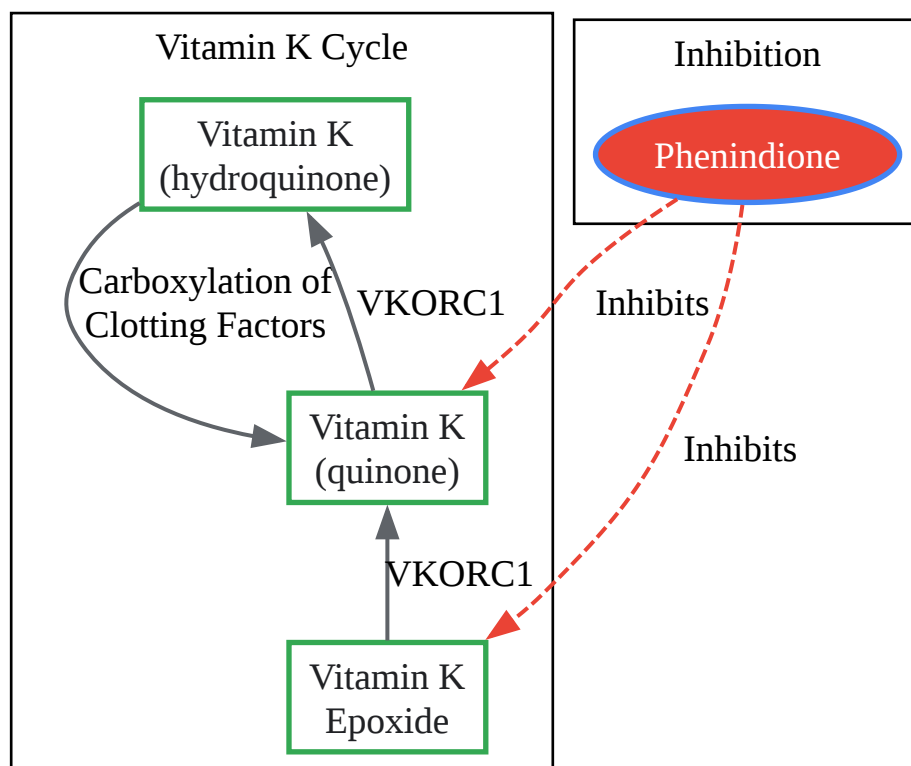 Vitamin K Cycle
Inhibition
Vitamin K
(hydroquinone)
Phenindione
Carboxylation of
Clotting Factors
VKORC1
Inhibits
Vitamin K
(quinone)
Inhibits
VKORC1
Vitamin K
Epoxide